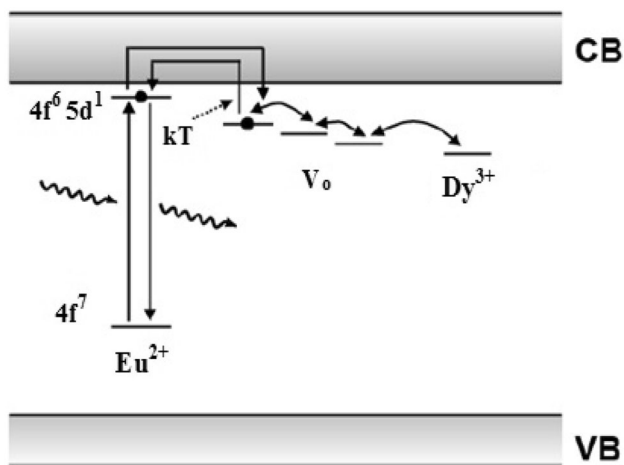 CB
4f⁶ 5d¹
kT
Vₒ
Dy³⁺
4f⁷
Eu²⁺
VB